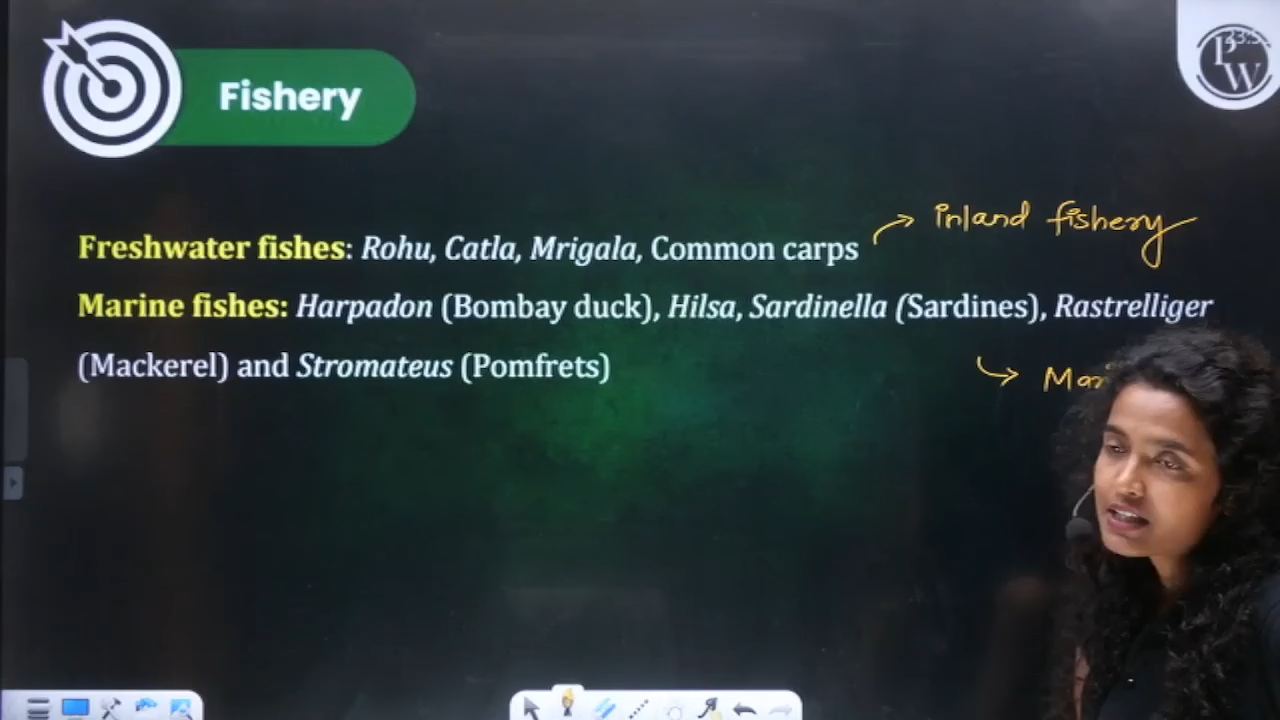 Fishery
PW
inland fishery
Freshwater fishes: Rohu, Catla, Mrigala, Common carps
Marine fishes: Harpadon (Bombay duck), Hilsa, Sardinella (Sardines), Rastrelliger
(Mackerel) and Stromateus (Pomfrets)